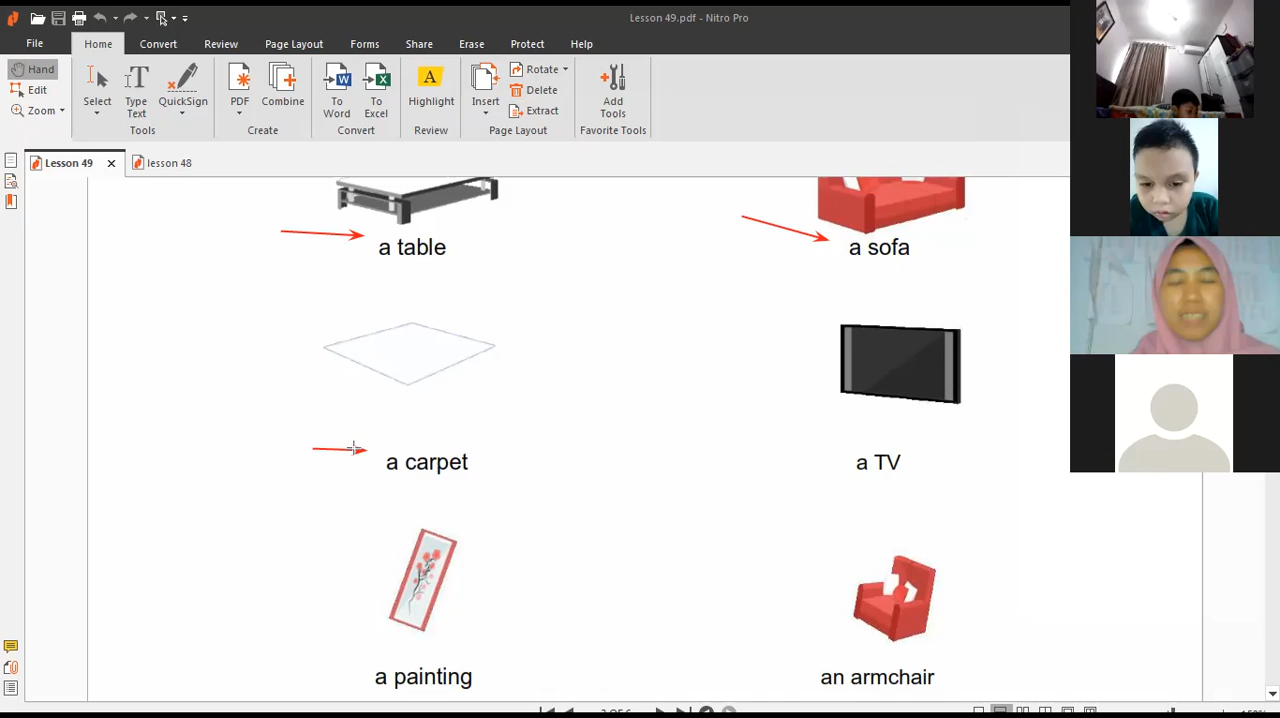 Lesson 49.pdf - Nitro Pro
File Home Convert Review Page Layout Forms Share Erase Protect Help
Hand
Edit
Zoom
Select
Type Text
QuickSign
PDF
Combine
To Word
To Excel
Highlight
Insert
Rotate
Delete
Extract
Add Tools
Tools Create Convert Review Page Layout Favorite Tools
Lesson 49 lesson 48
a table a sofa
a carpet a TV
a painting an armchair